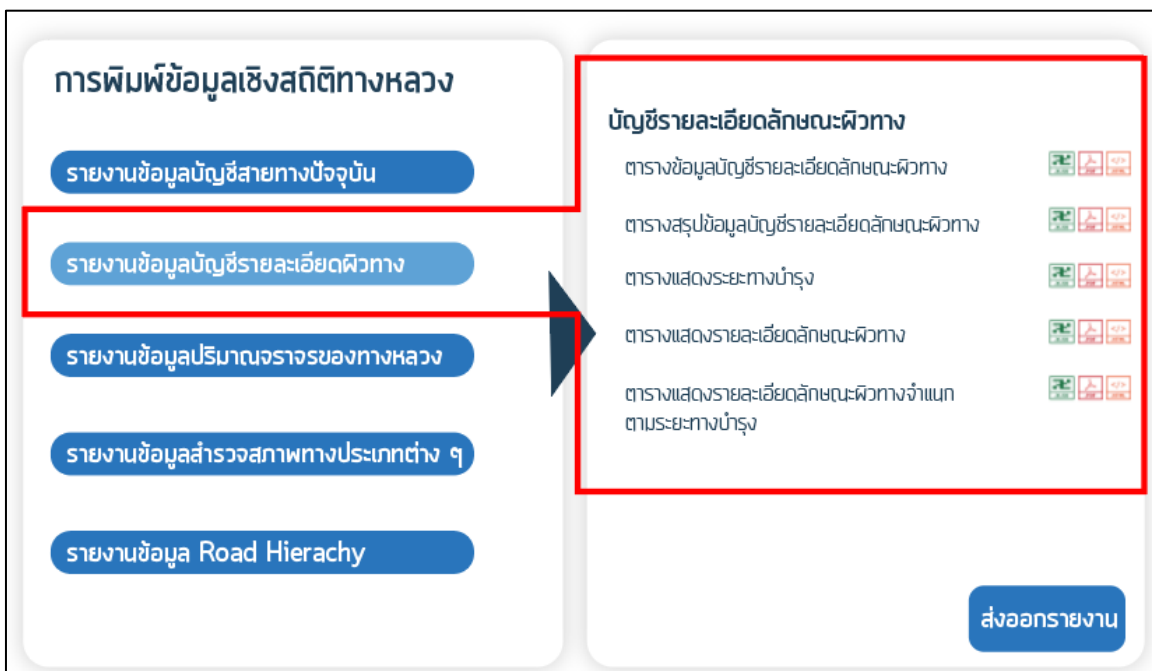 การพิมพ์ข้อมูลเชิงสถิติทางหลวง
รายงานข้อมูลบัญชีสายทางปัจจุบัน
รายงานข้อมูลบัญชีรายละเอียดผิวทาง
รายงานข้อมูลปริมาณจราจรของทางหลวง
รายงานข้อมูลสำรวจสภาพทางประเภทต่าง ๆ
รายงานข้อมูล Road Hierachy
บัญชีรายละเอียดลักษณะผิวทาง
ตารางข้อมูลบัญชีรายละเอียดลักษณะผิวทาง
ตารางสรุปข้อมูลบัญชีรายละเอียดลักษณะผิวทาง
ตารางแสดงระยะทางบำรุง
ตารางแสดงรายละเอียดลักษณะผิวทาง
ตารางแสดงรายละเอียดลักษณะผิวทางจำแนก
ตามระยะทางบำรุง
ส่งออกรายงาน